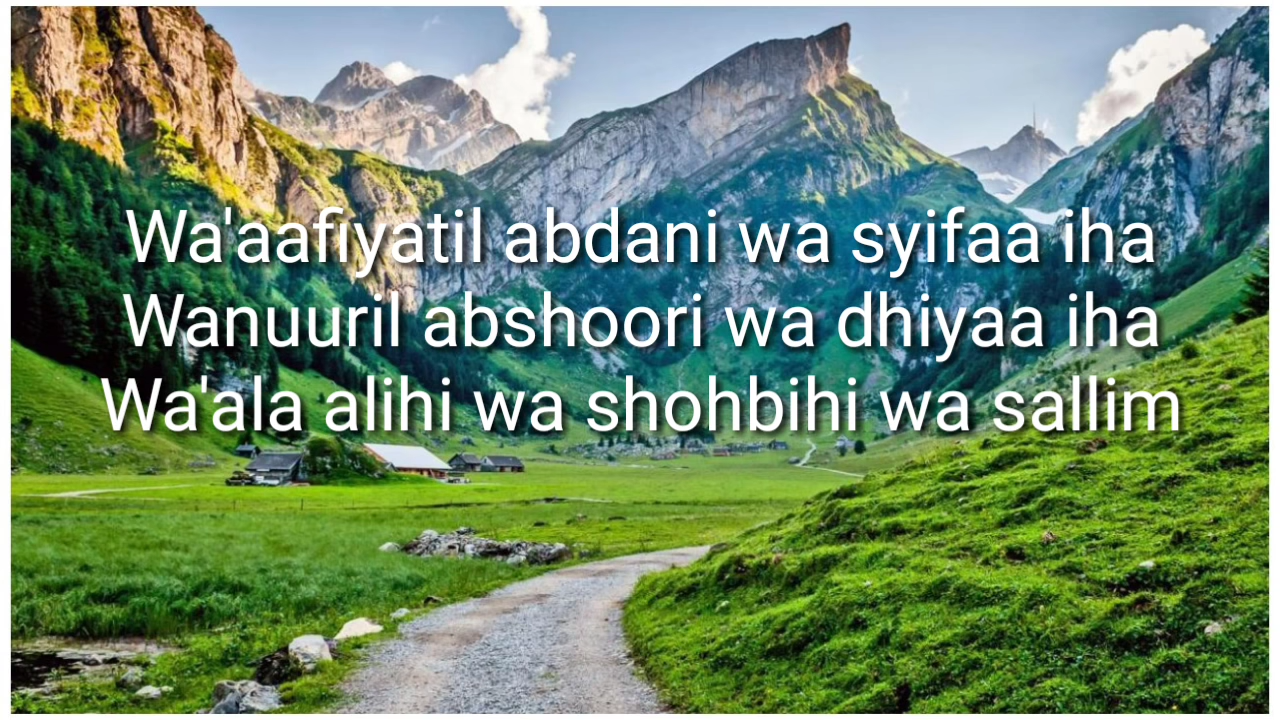 Wa'aafiyatil abdani wa syifaa iha
Wanuuril abshoori wa dhiyaa iha
Wa'ala alihi wa shohbihi wa sallim